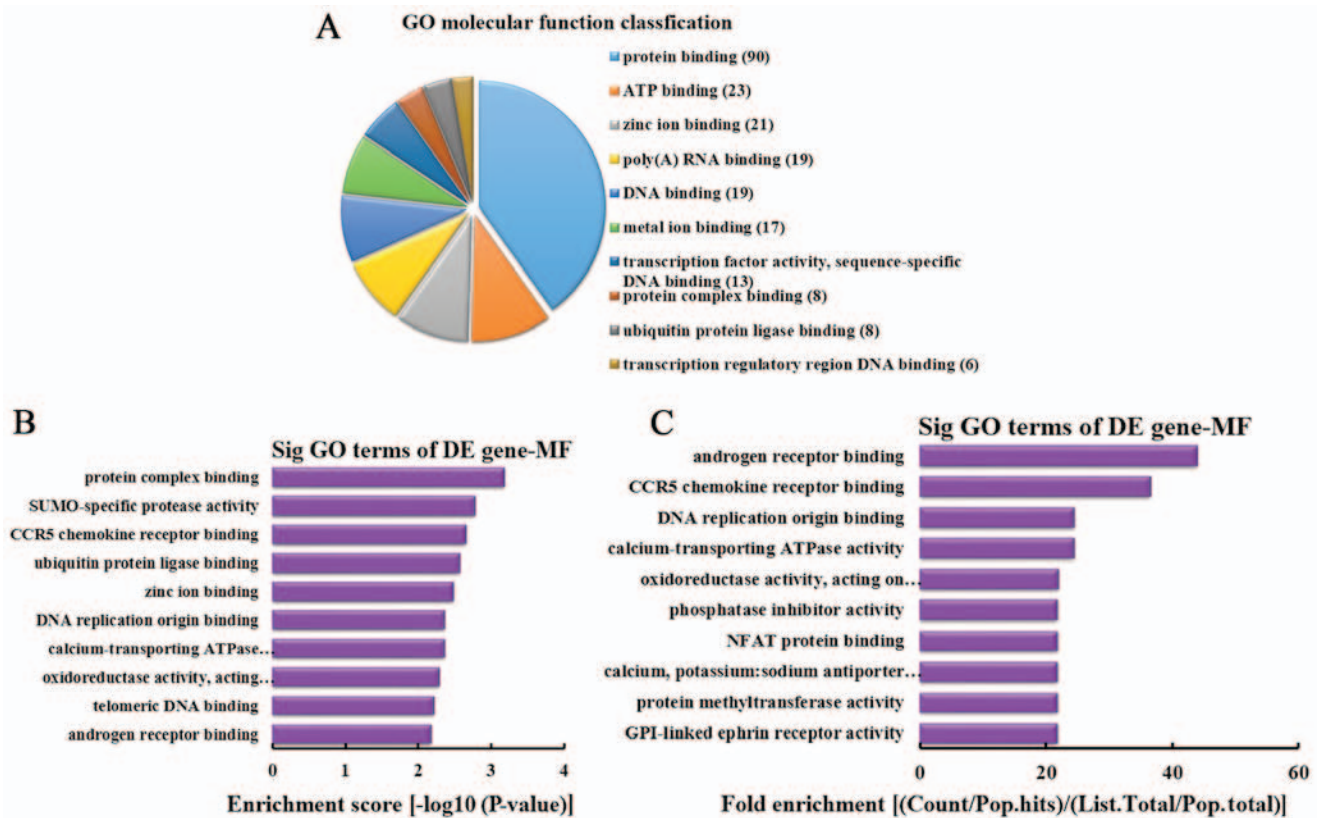 A
GO molecular function classfication
protein binding (90)
ATP binding (23)
zinc ion binding (21)
poly(A) RNA binding (19)
DNA binding (19)
metal ion binding (17)
transcription factor activity, sequence-specific
DNA binding (13)
protein complex binding (8)
ubiquitin protein ligase binding (8)
transcription regulatory region DNA binding (6)
B
Sig GO terms of DE gene-MF
protein complex binding
SUMO-specific protease activity
CCR5 chemokine receptor binding
ubiquitin protein ligase binding
zinc ion binding
DNA replication origin binding
calcium-transporting ATPase…
oxidoreductase activity, acting…
telomeric DNA binding
androgen receptor binding
0 1 2 3 4
Enrichment score [-log10 (P-value)]
C
Sig GO terms of DE gene-MF
androgen receptor binding
CCR5 chemokine receptor binding
DNA replication origin binding
calcium-transporting ATPase activity
oxidoreductase activity, acting on…
phosphatase inhibitor activity
NFAT protein binding
calcium, potassium:sodium antiporter…
protein methyltransferase activity
GPI-linked ephrin receptor activity
0 20 40 60
Fold enrichment [(Count/Pop.hits)/(List.Total/Pop.total)]